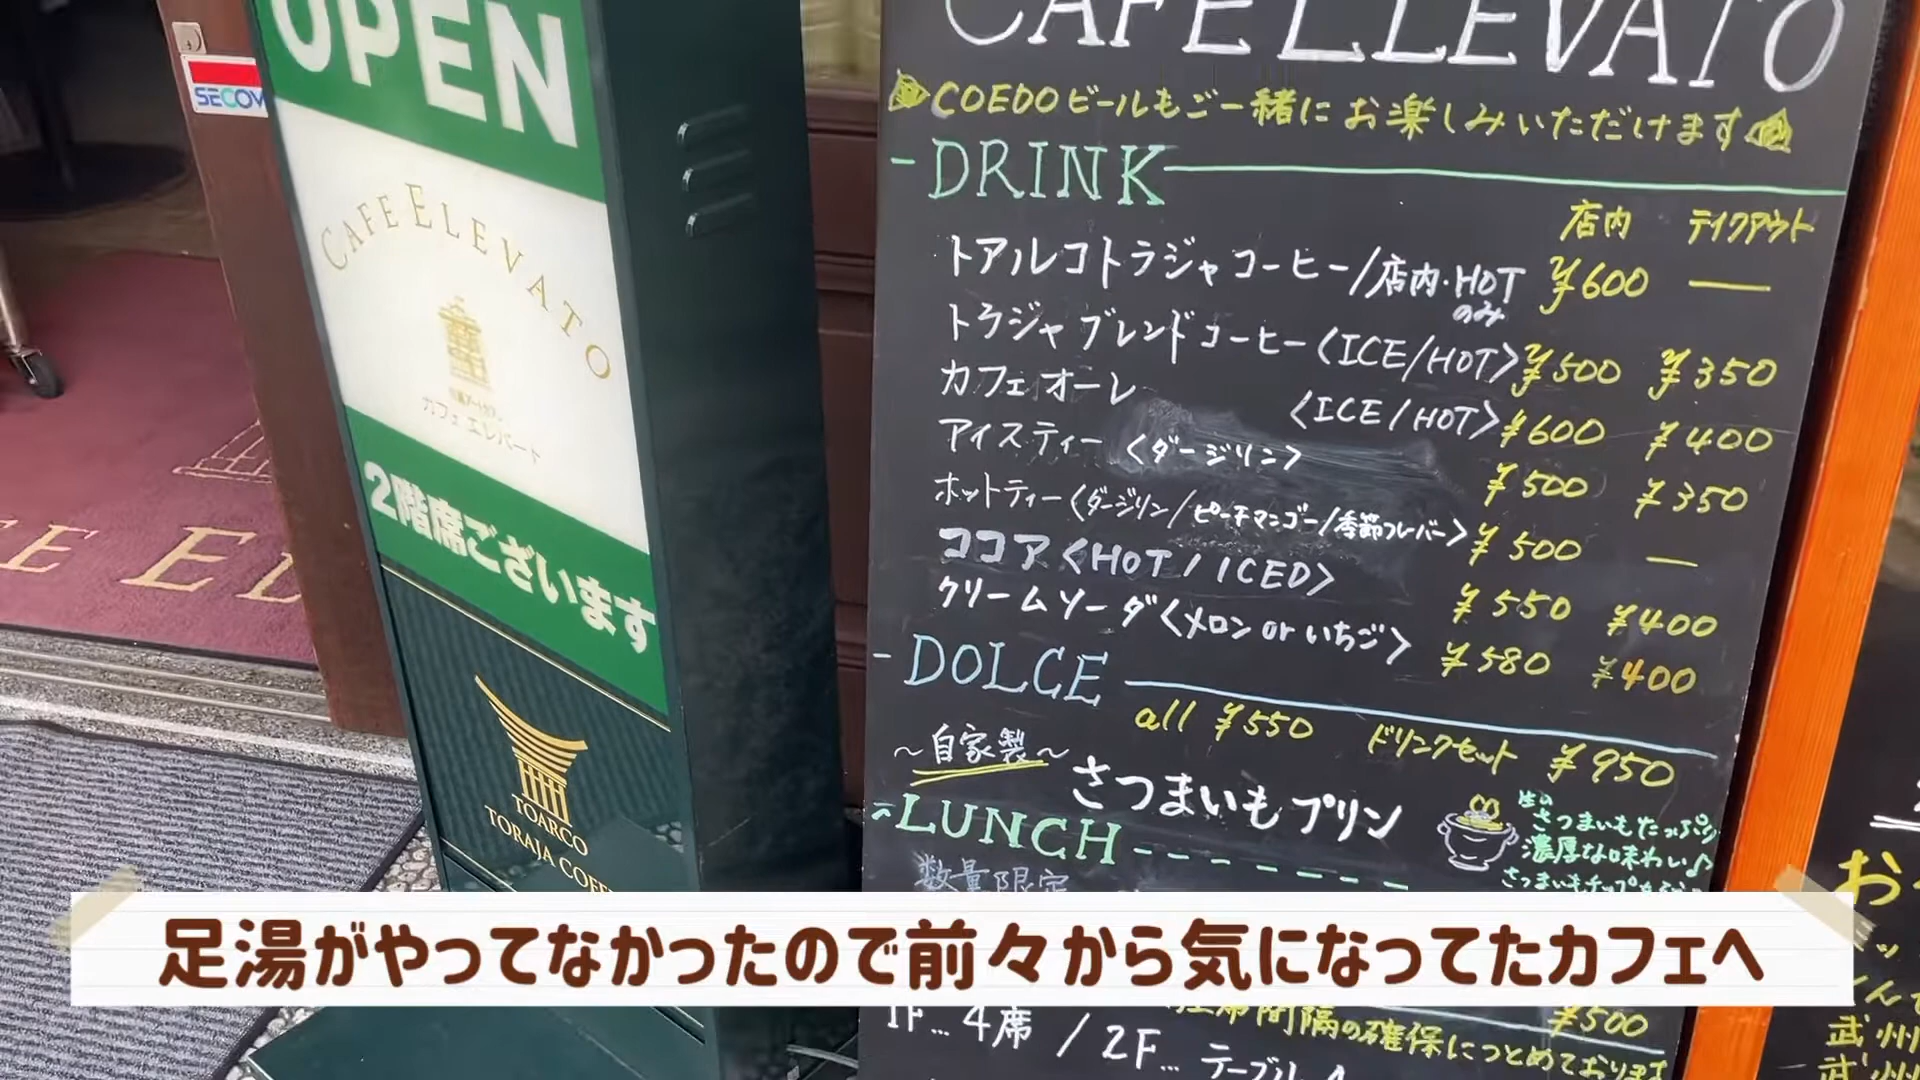 OPEN
SECOM
CAFE ELEVATO
カフェ エレバート
2階席ございます
TOARCO
TORAJA COFFEE
CAFE ELEVATO
COEDOビールもご一緒にお楽しみいただけます
DRINK
店内 テイクアウト
トアルコトラジャコーヒー/店内・HOTのみ ¥600 —
トラジャブレンドコーヒー〈ICE/HOT〉 ¥500 ¥350
カフェオーレ 〈ICE/HOT〉 ¥600 ¥400
アイスティー〈ダージリン〉 ¥500 ¥350
ホットティー〈ダージリン/ピーチマンゴー/季節フレーバー〉 ¥500 —
ココア〈HOT/ICED〉 ¥550 ¥400
クリームソーダ〈メロン or いちご〉 ¥580 ¥400
DOLCE
all ¥550 ドリンクセット ¥950
~自家製~
さつまいもプリン
生の
さつまいもたっぷり
濃厚な味わい♪
LUNCH
数量限定
足湯がやってなかったので前々から気になってたカフェへ
¥500
1F... 4席 / 2F... テーブル4
席間隔の確保につとめております
武州
武州